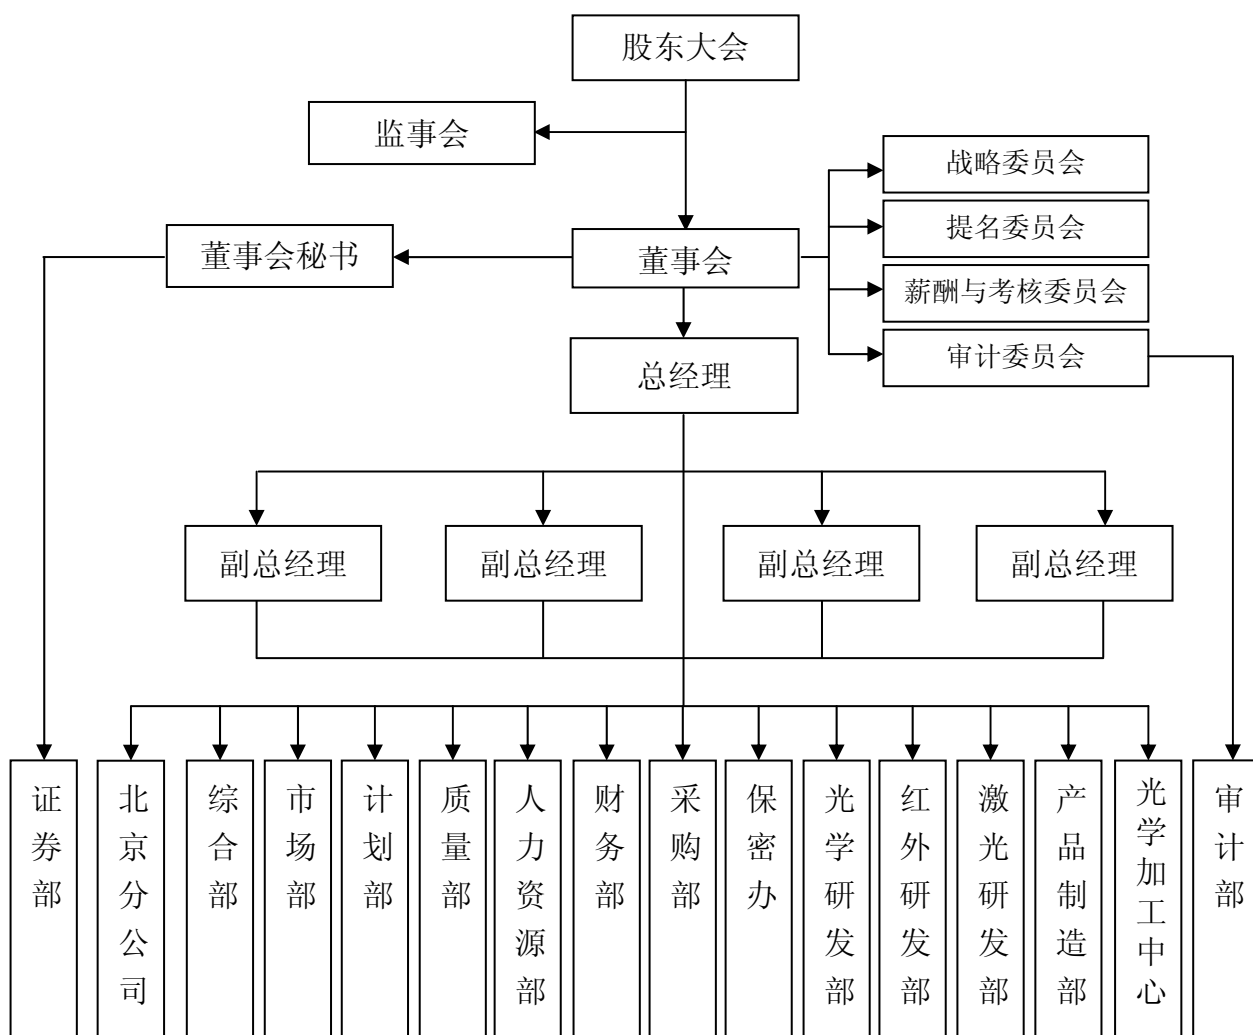 股东大会
监事会
战略委员会
提名委员会
董事会秘书
董事会
薪酬与考核委员会
审计委员会
总经理
副总经理
副总经理
副总经理
副总经理
证券部
北京分公司
综合部
市场部
计划部
质量部
人力资源部
财务部
采购部
保密办
光学研发部
红外研发部
激光研发部
产品制造部
光学加工中心
审计部